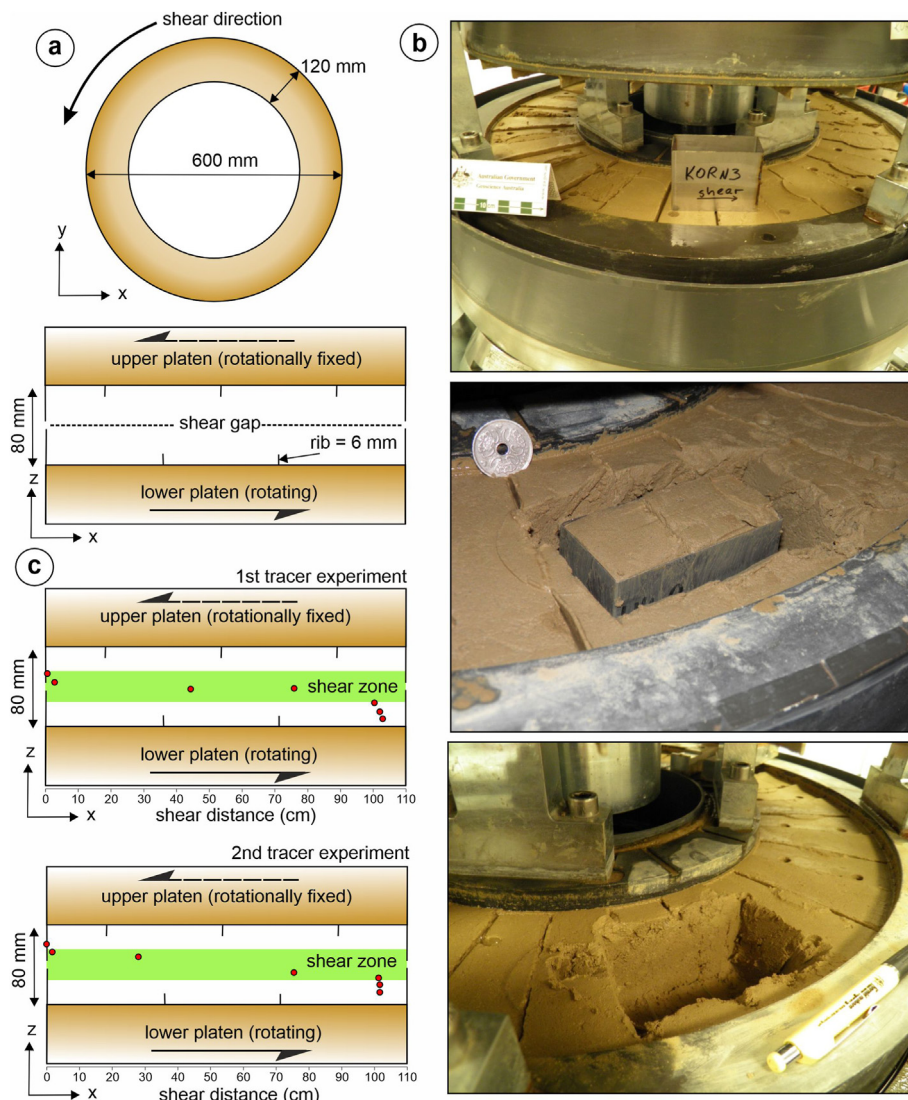 a
shear direction
120 mm
600 mm
y
x
upper platen (rotationally fixed)
80 mm
shear gap
rib = 6 mm
z
lower platen (rotating)
x
b
Australian Government
Geoscience Australia
10 cm
KORN3
shear
c
1st tracer experiment
upper platen (rotationally fixed)
80 mm
shear zone
lower platen (rotating)
z
x
0 10 20 30 40 50 60 70 80 90 100 110
shear distance (cm)
2nd tracer experiment
upper platen (rotationally fixed)
80 mm
shear zone
lower platen (rotating)
z
x
0 10 20 30 40 50 60 70 80 90 100 110
shear distance (cm)